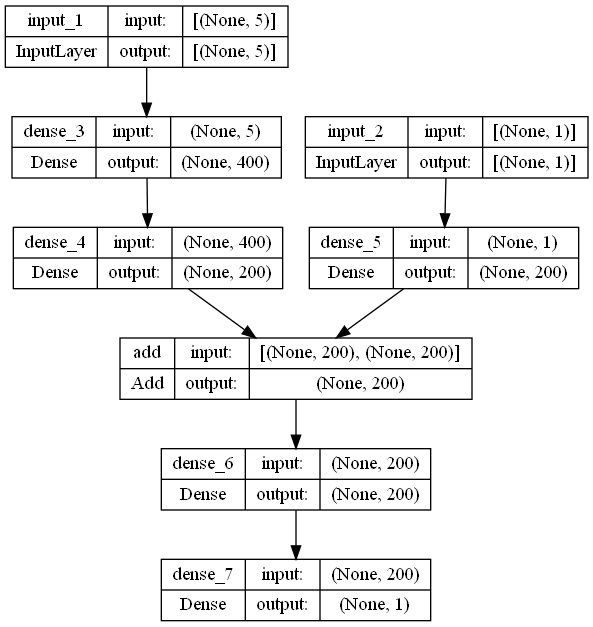 input_1 input: [(None, 5)]
InputLayer output: [(None, 5)]
dense_3 input: (None, 5)
Dense output: (None, 400)
input_2 input: [(None, 1)]
InputLayer output: [(None, 1)]
dense_4 input: (None, 400)
Dense output: (None, 200)
dense_5 input: (None, 1)
Dense output: (None, 200)
add input: [(None, 200), (None, 200)]
Add output: (None, 200)
dense_6 input: (None, 200)
Dense output: (None, 200)
dense_7 input: (None, 200)
Dense output: (None, 1)